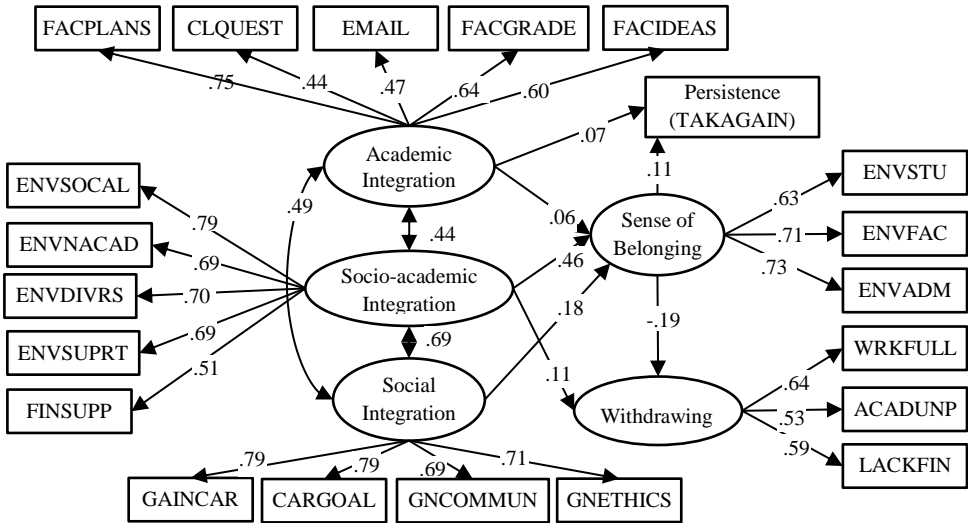 FACPLANS
CLQUEST
EMAIL
FACGRADE
FACIDEAS
.75
.44
.47
.64
.60
Persistence
(TAKAGAIN)
.07
.11
Academic
Integration
ENVSOCAL
ENVNACAD
ENVDIVRS
ENVSUPRT
FINSUPP
.79
.69
.70
.69
.51
.49
.44
Socio-academic
Integration
.69
Social
Integration
.06
.46
.18
.11
Sense of
Belonging
-.19
Withdrawing
ENVSTU
ENVFAC
ENVADM
.63
.71
.73
WRKFULL
ACADUNP
LACKFIN
.64
.53
.59
.79
.79
.69
.71
GAINCAR
CARGOAL
GNCOMMUN
GNETHICS